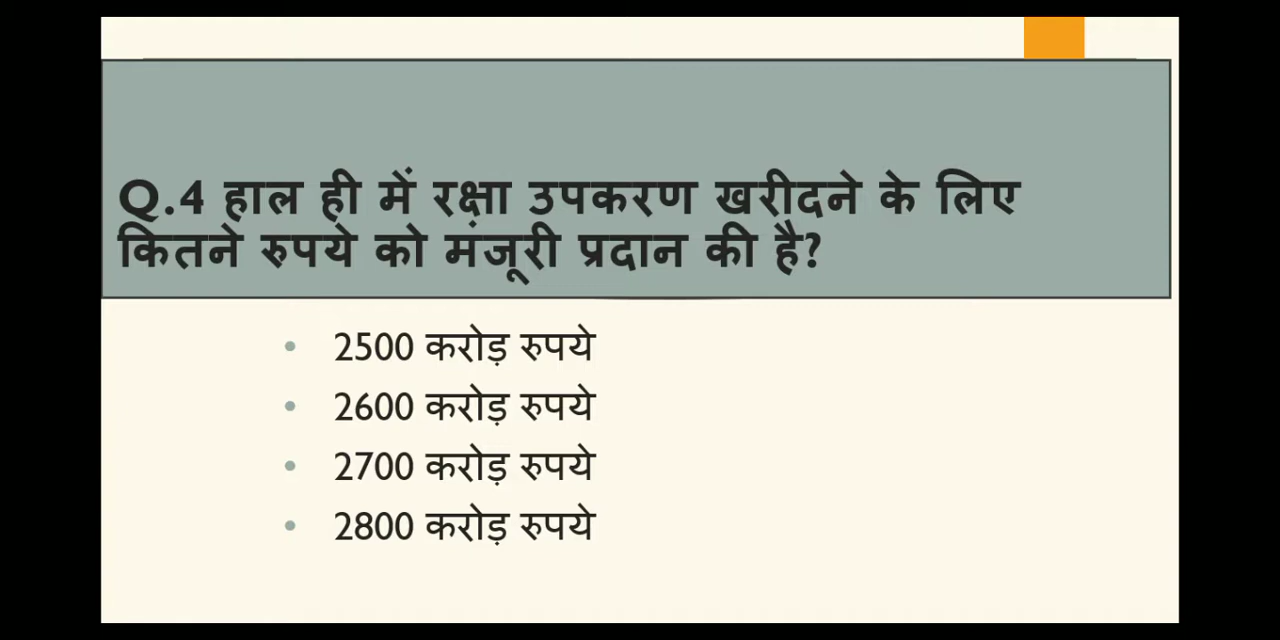 Q.4 हाल ही में रक्षा उपकरण खरीदने के लिए
कितने रुपये को मंजूरी प्रदान की है?
• 2500 करोड़ रुपये
• 2600 करोड़ रुपये
• 2700 करोड़ रुपये
• 2800 करोड़ रुपये